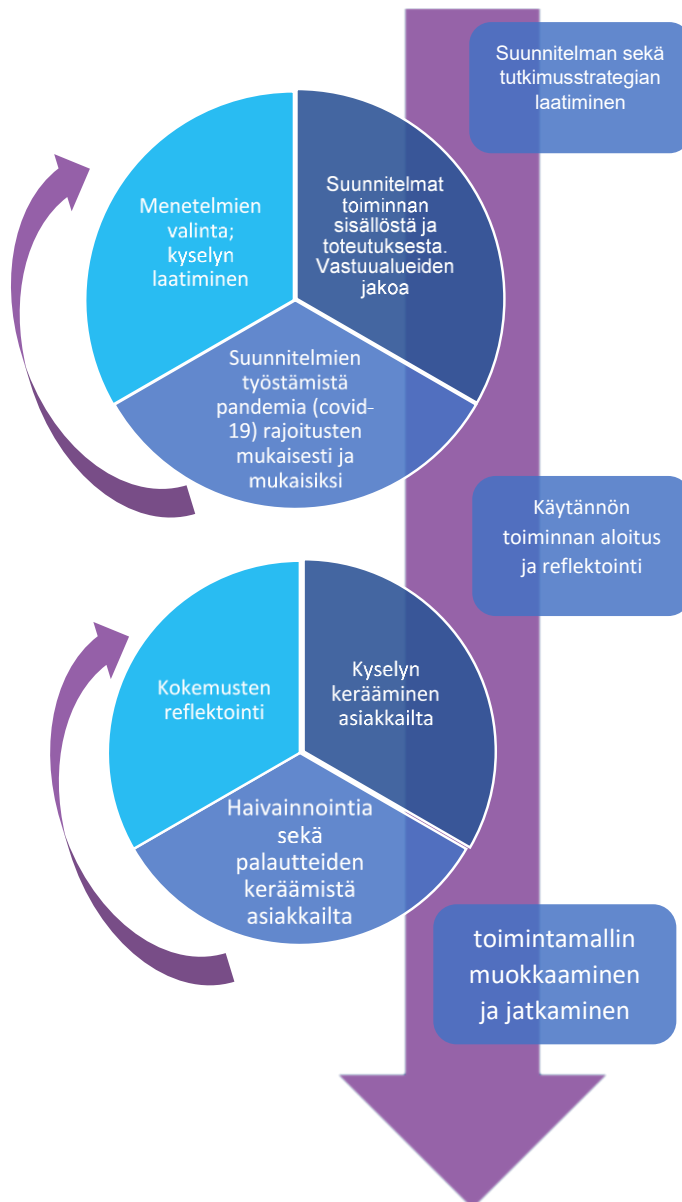 Suunnitelman sekä
tutkimusstrategian
laatiminen
Menetelmien
valinta;
kyselyn
laatiminen
Suunnitelmat
toiminnan
sisällöstä ja
toteutuksesta.
Vastuualueiden
jakoa
Suunnitelmien
työstämistä
pandemia (covid-
19) rajoitusten
mukaisesti ja
mukaisiksi
Käytännön
toiminnan aloitus
ja reflektointi
Kokemusten
reflektointi
Kyselyn
kerääminen
asiakkailta
Haivainnointia
sekä
palautteiden
keräämistä
asiakkailta
toimintamallin
muokkaaminen
ja jatkaminen